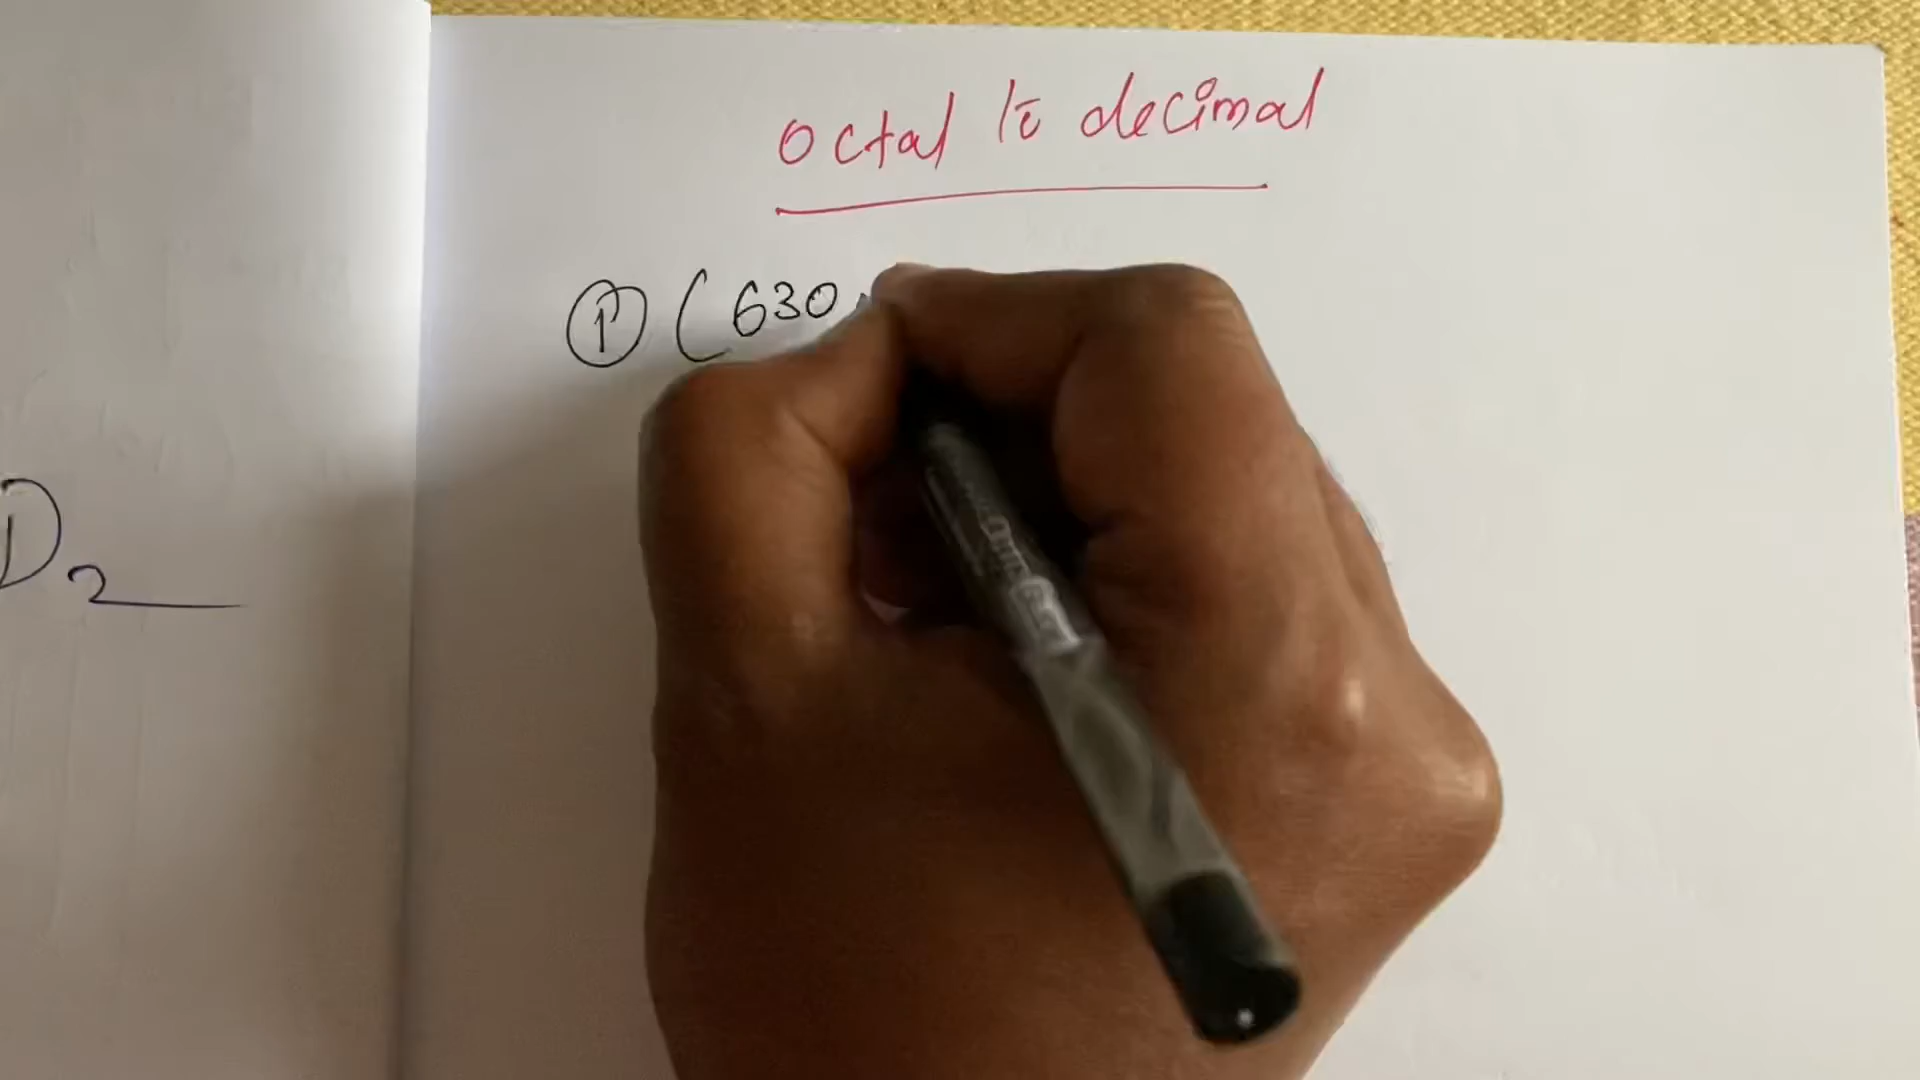 Octal to decimal
① (630.
D₂